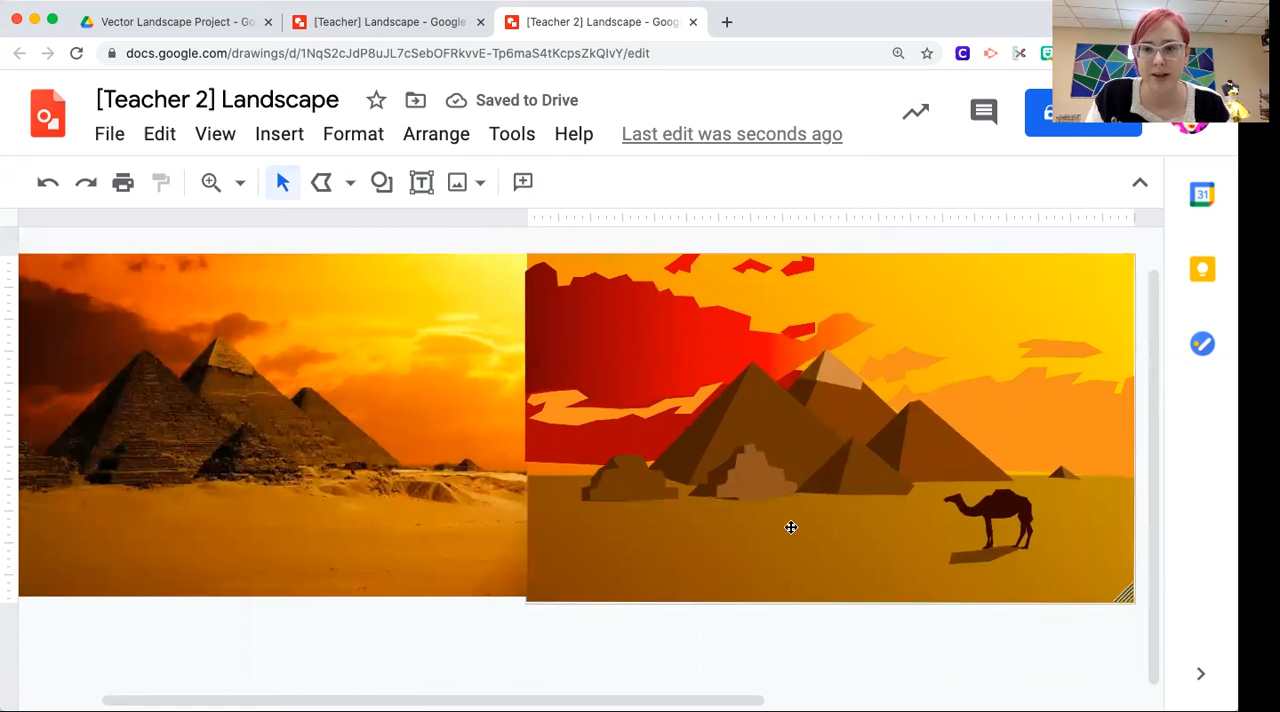 Vector Landscape Project - Go
[Teacher] Landscape - Google
[Teacher 2] Landscape - Goog
docs.google.com/drawings/d/1NqS2cJdP8uJL7cSebOFRkvvE-Tp6maS4tKcpsZkQIvY/edit
[Teacher 2] Landscape
Saved to Drive
File Edit View Insert Format Arrange Tools Help Last edit was seconds ago
31